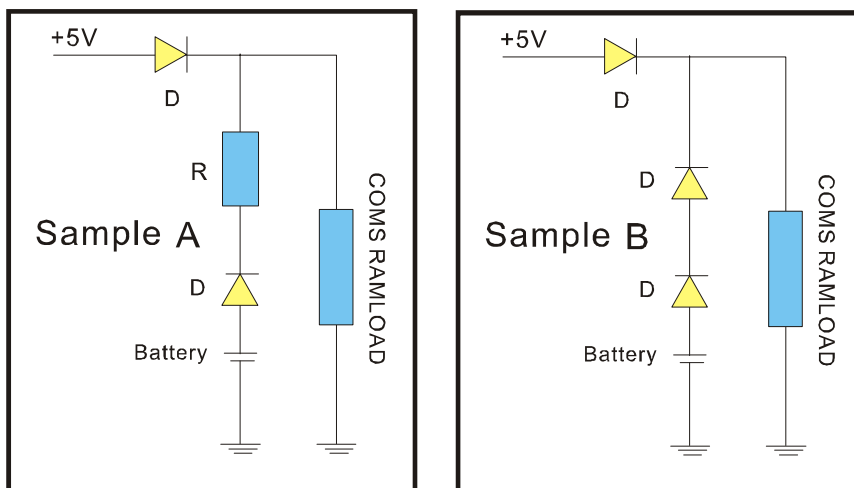 +5V
D
R
Sample A
D
Battery
COMS RAMLOAD
+5V
D
D
Sample B
D
Battery
COMS RAMLOAD